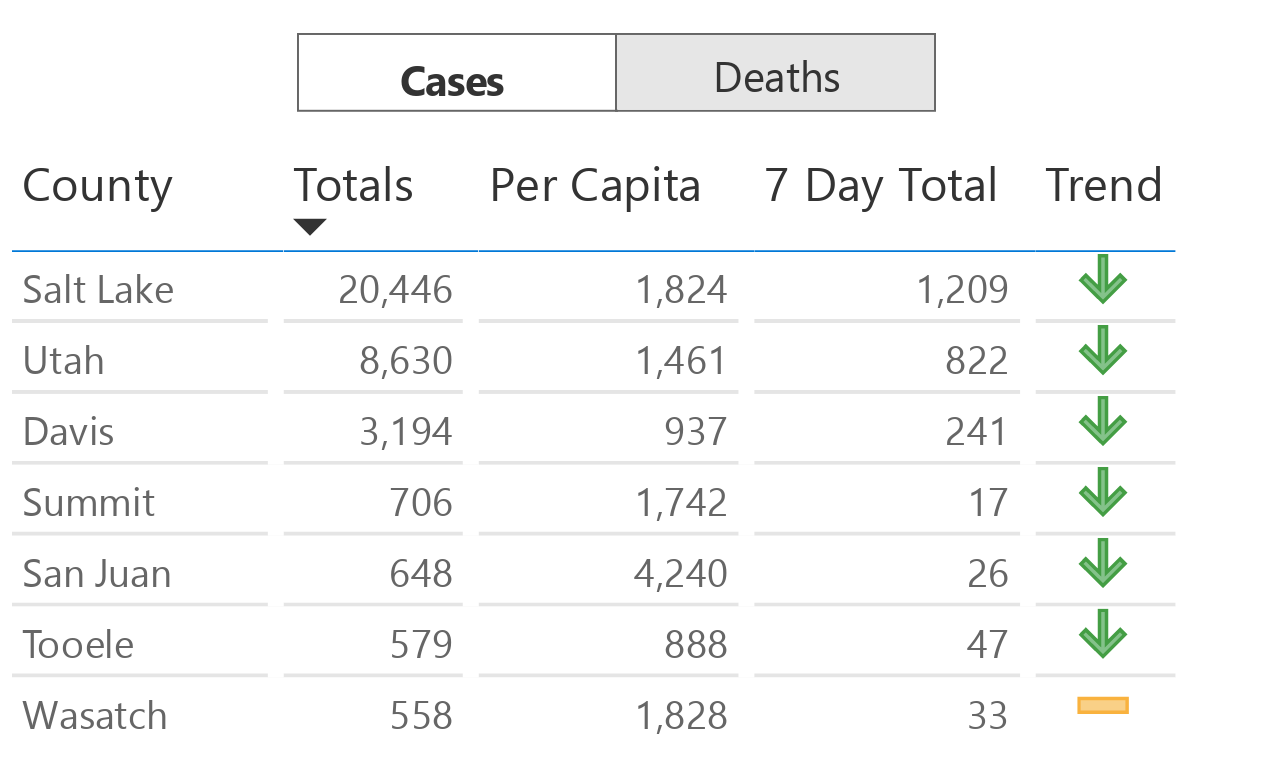 Cases Deaths
County Totals Per Capita 7 Day Total Trend
Salt Lake 20,446 1,824 1,209
Utah 8,630 1,461 822
Davis 3,194 937 241
Summit 706 1,742 17
San Juan 648 4,240 26
Tooele 579 888 47
Wasatch 558 1,828 33